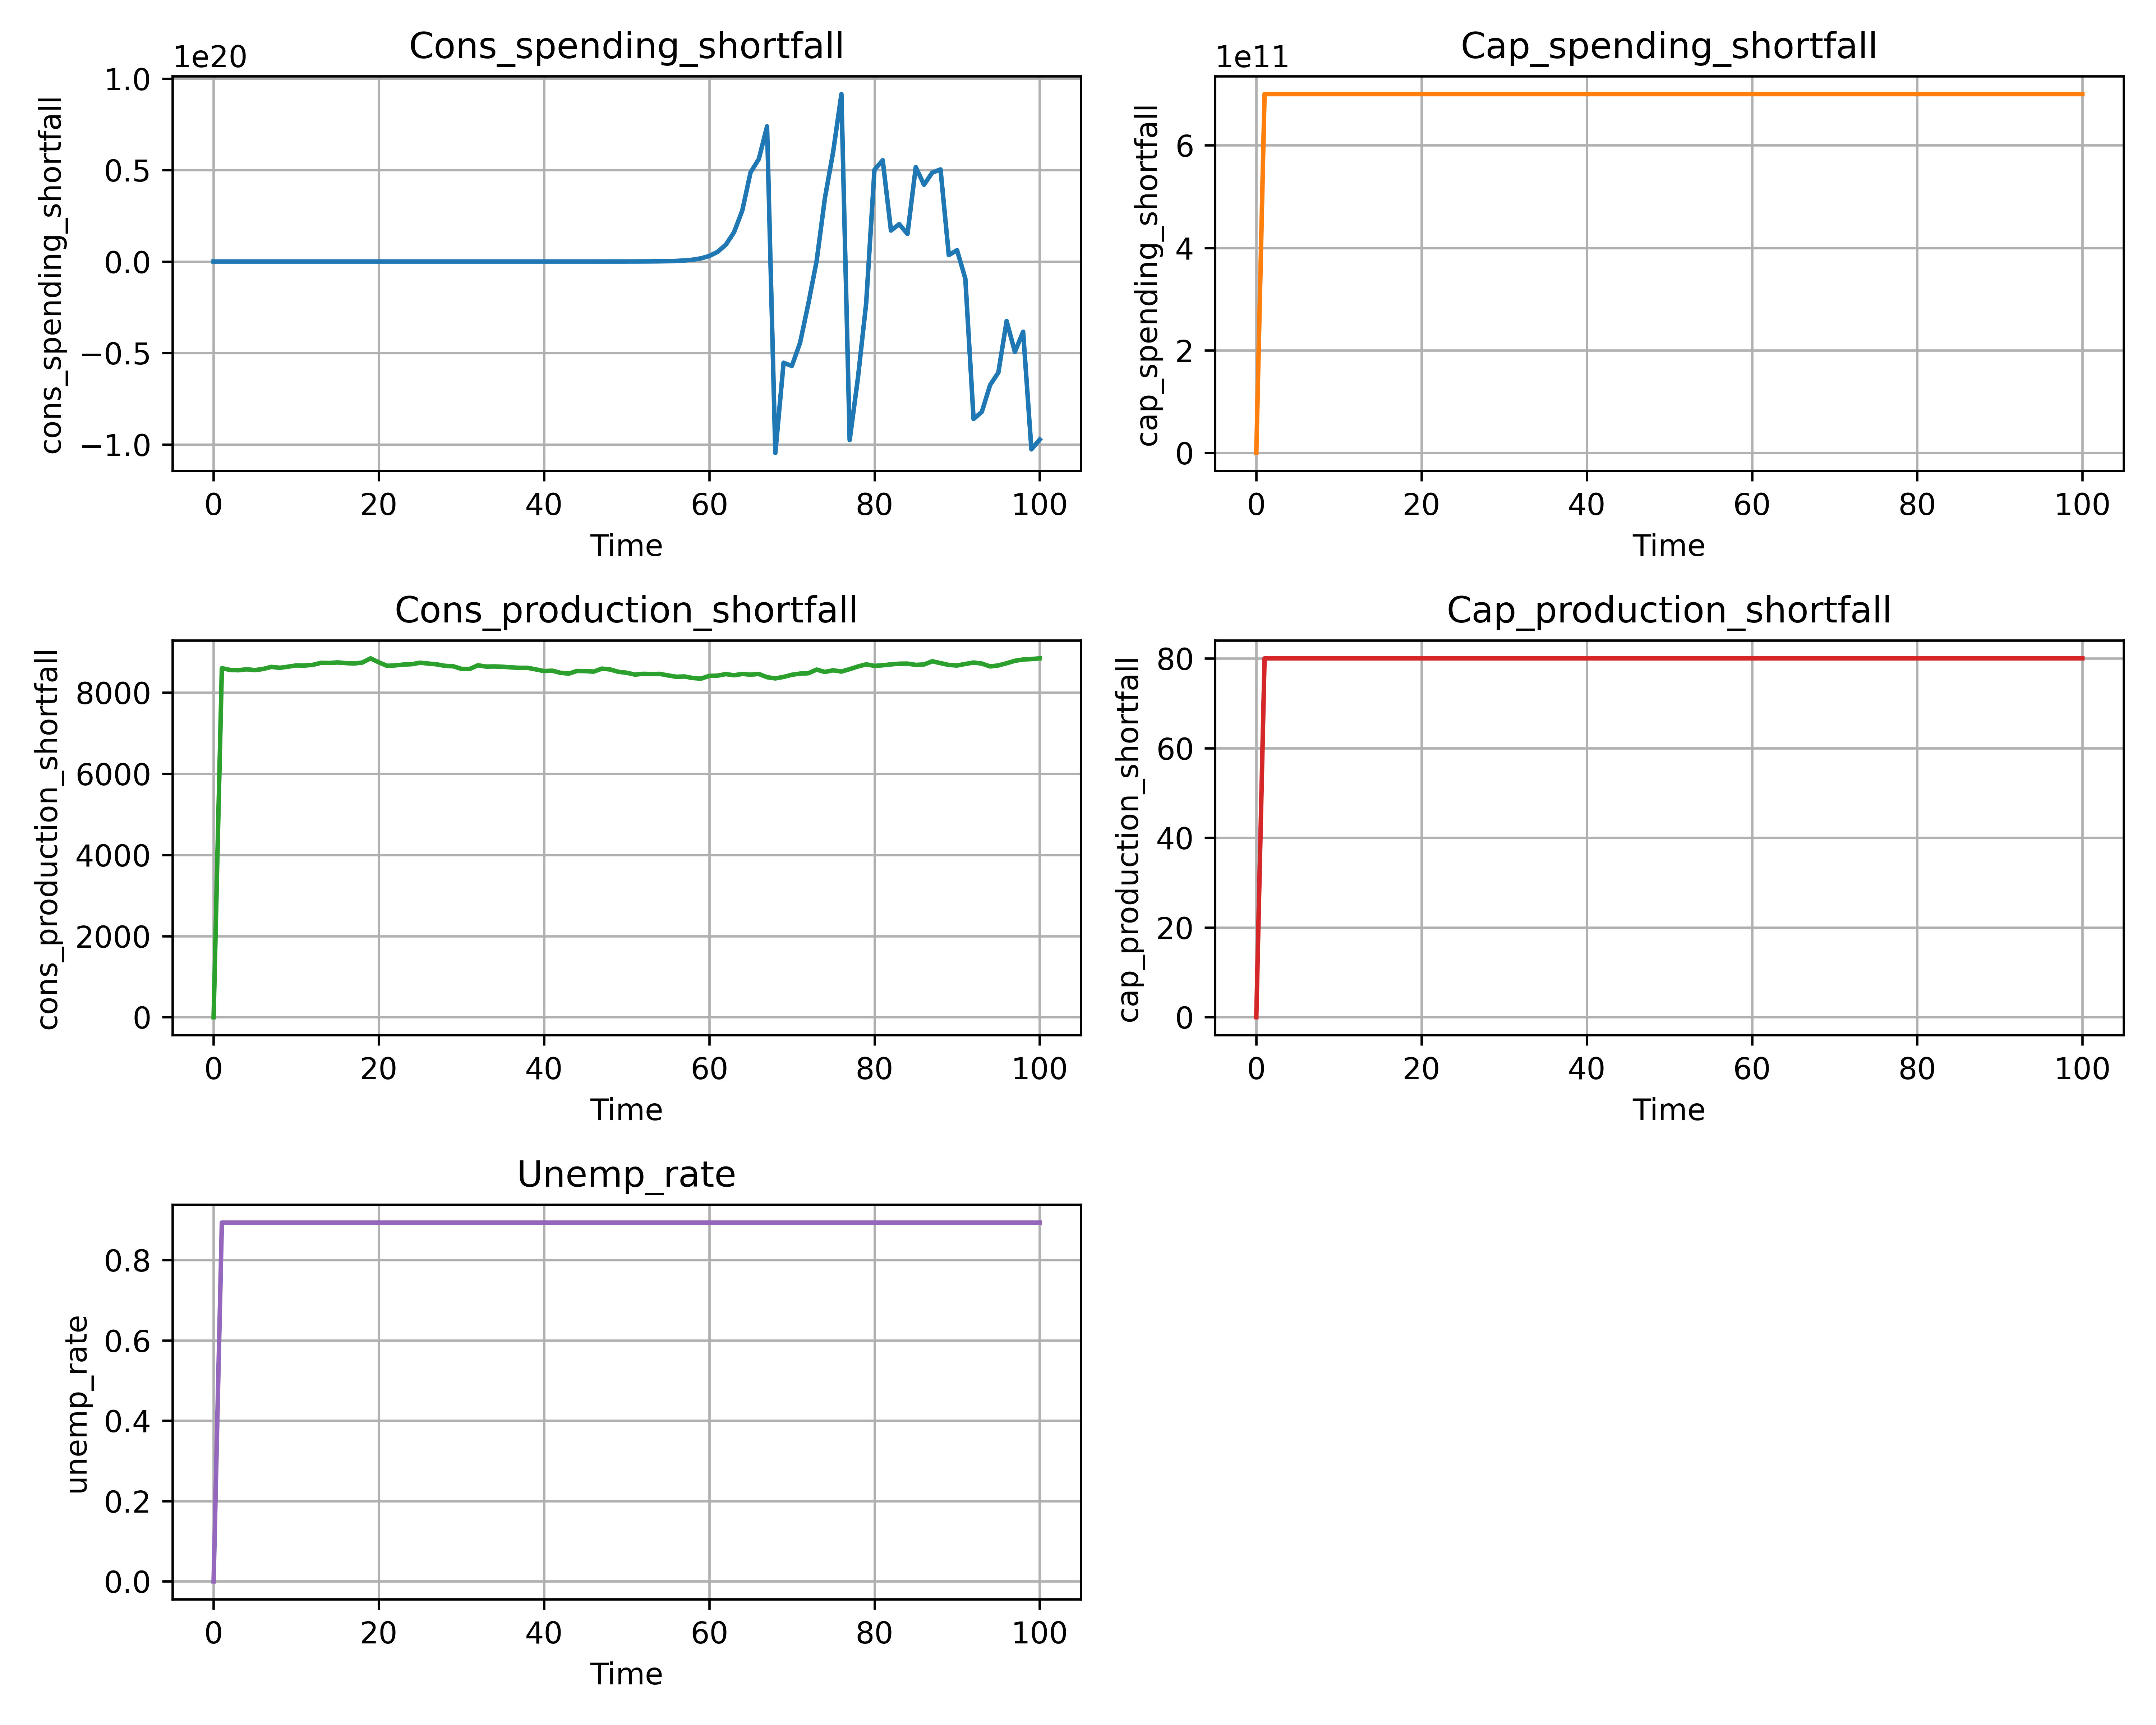 Cons_spending_shortfall
1e20
cons_spending_shortfall
1.0
0.5
0.0
−0.5
−1.0
0 20 40 60 80 100
Time
Cap_spending_shortfall
1e11
cap_spending_shortfall
6
4
2
0
0 20 40 60 80 100
Time
Cons_production_shortfall
cons_production_shortfall
8000
6000
4000
2000
0
0 20 40 60 80 100
Time
Cap_production_shortfall
cap_production_shortfall
80
60
40
20
0
0 20 40 60 80 100
Time
Unemp_rate
unemp_rate
0.8
0.6
0.4
0.2
0.0
0 20 40 60 80 100
Time